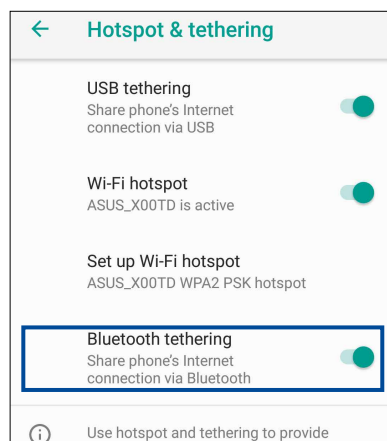 Hotspot & tethering
USB tethering
Share phone's Internet
connection via USB
Wi-Fi hotspot
ASUS_X00TD is active
Set up Wi-Fi hotspot
ASUS_X00TD WPA2 PSK hotspot
Bluetooth tethering
Share phone's Internet
connection via Bluetooth
Use hotspot and tethering to provide